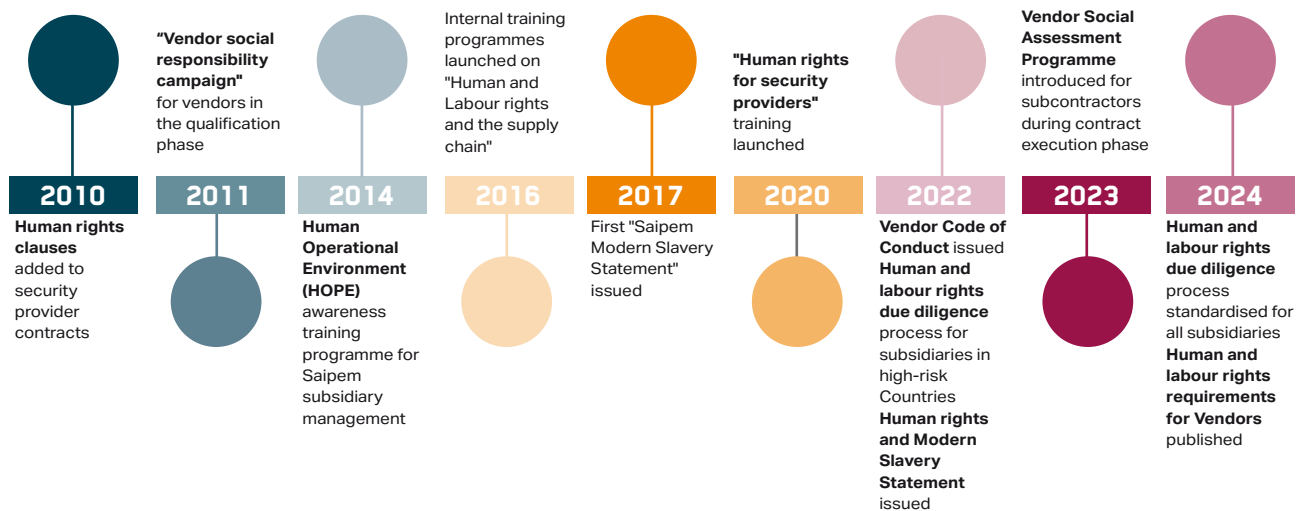 2010
Human rights
clauses
added to
security
provider
contracts
“Vendor social
responsibility
campaign"
for vendors in
the qualification
phase
2011
2014
Human
Operational
Environment
(HOPE)
awareness
training
programme for
Saipem
subsidiary
management
Internal training
programmes
launched on
"Human and
Labour rights
and the supply
chain"
2016
2017
First "Saipem
Modern Slavery
Statement"
issued
"Human rights
for security
providers"
training
launched
2020
2022
Vendor Code of
Conduct issued
Human and
labour rights
due diligence
process for
subsidiaries in
high-risk
Countries
Human rights
and Modern
Slavery
Statement
issued
Vendor Social
Assessment
Programme
introduced for
subcontractors
during contract
execution phase
2023
2024
Human and
labour rights
due diligence
process
standardised for
all subsidiaries
Human and
labour rights
requirements
for Vendors
published